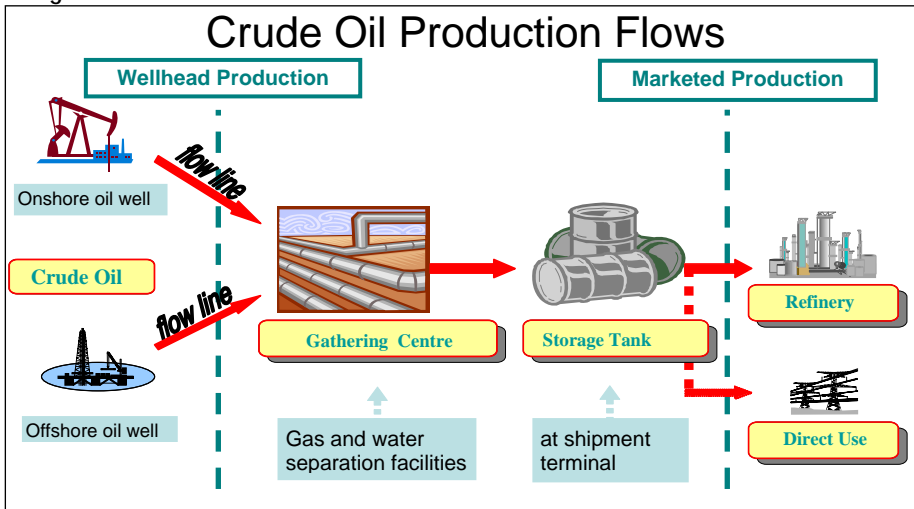 Crude Oil Production Flows
Wellhead Production
Marketed Production
flow line
Onshore oil well
Crude Oil
flow line
Refinery
Gathering Centre
Storage Tank
Offshore oil well
Gas and water
separation facilities
at shipment
terminal
Direct Use